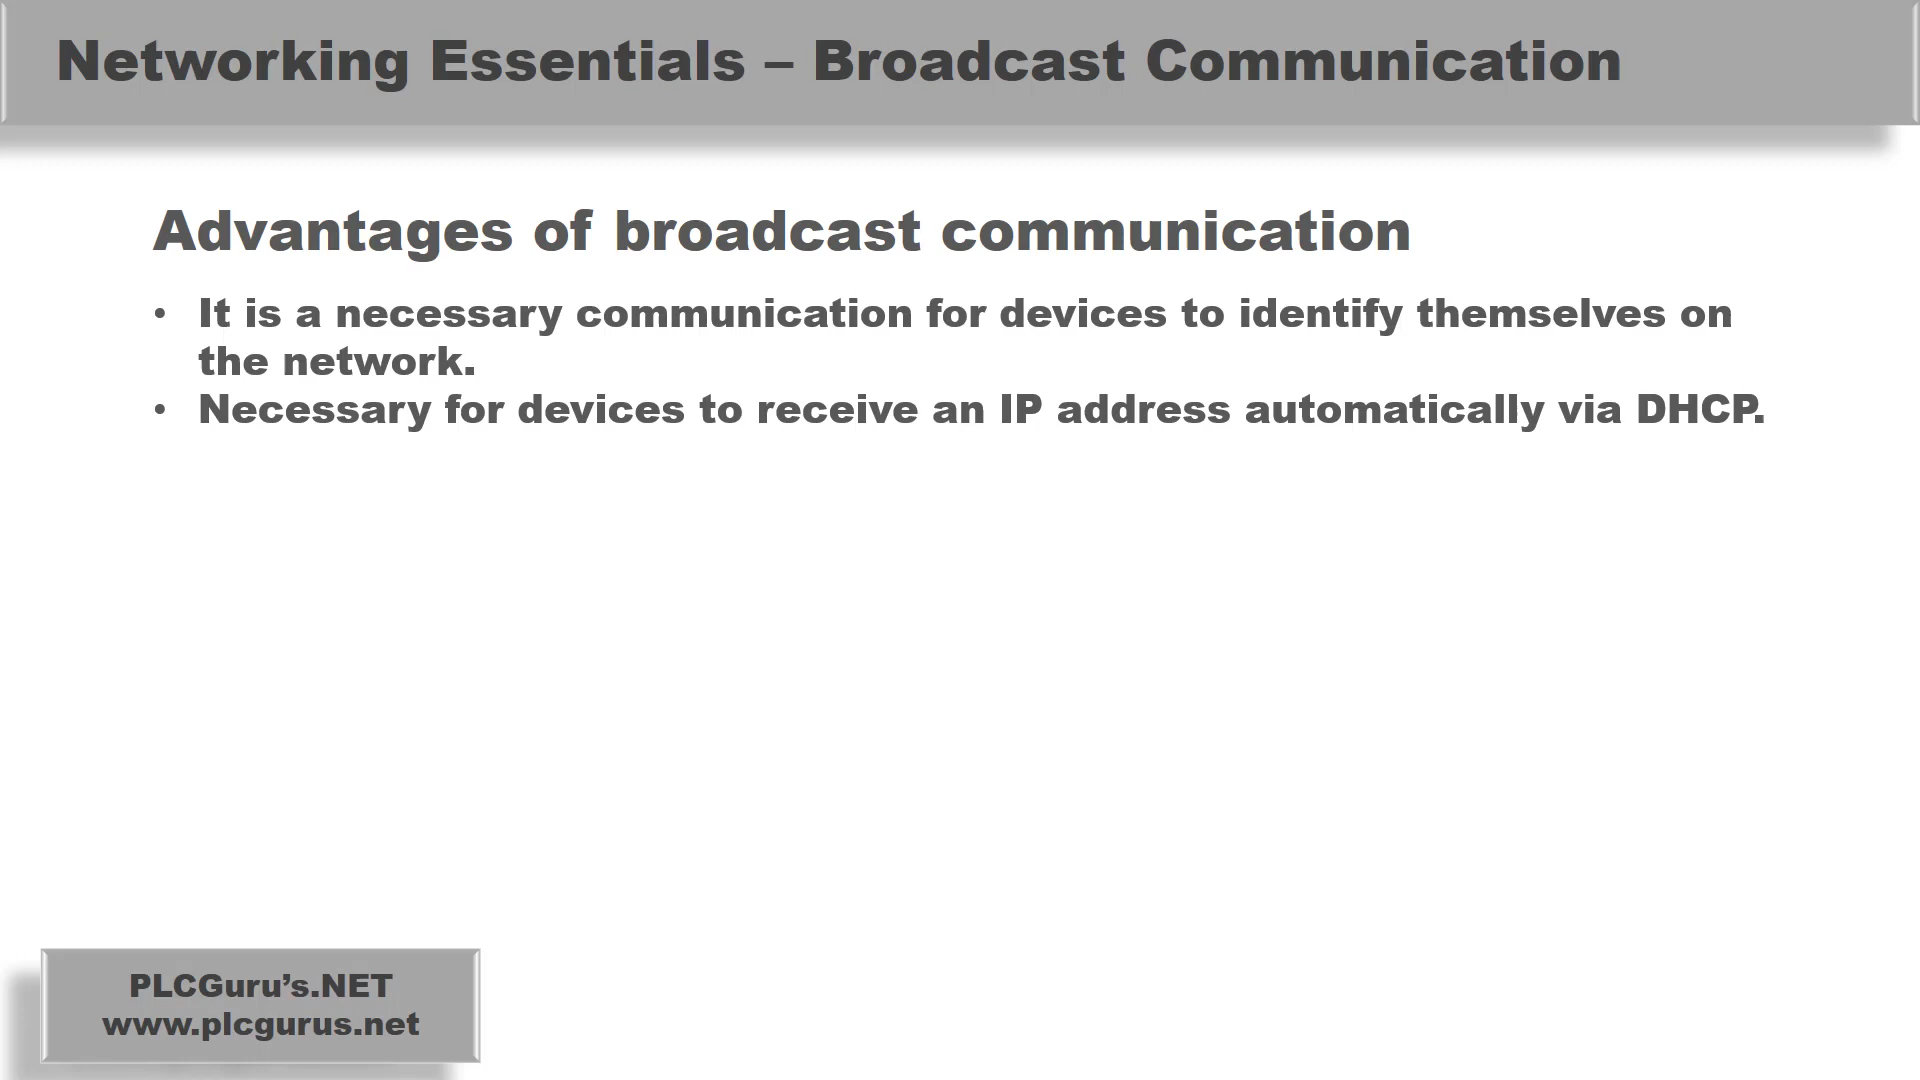 Networking Essentials – Broadcast Communication
Advantages of broadcast communication
• It is a necessary communication for devices to identify themselves on
the network.
• Necessary for devices to receive an IP address automatically via DHCP.
PLCGuru’s.NET
www.plcgurus.net